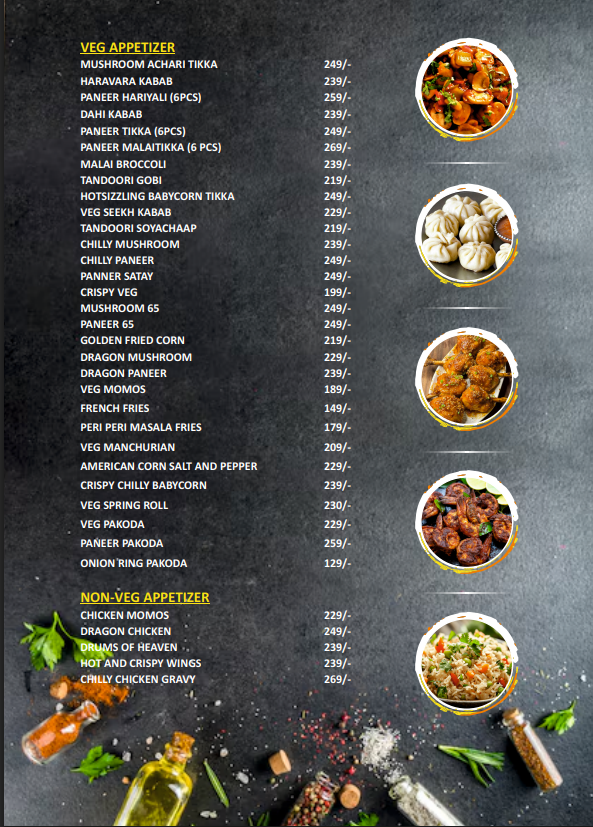 VEG APPETIZER
MUSHROOM ACHARI TIKKA 249/-
HARAVARA KABAB 239/-
PANEER HARIYALI (6PCS) 259/-
DAHI KABAB 239/-
PANEER TIKKA (6PCS) 249/-
PANEER MALAITIKKA (6 PCS) 269/-
MALAI BROCCOLI 239/-
TANDOORI GOBI 219/-
HOTSIZZLING BABYCORN TIKKA 249/-
VEG SEEKH KABAB 229/-
TANDOORI SOYACHAAP 219/-
CHILLY MUSHROOM 239/-
CHILLY PANEER 249/-
PANNER SATAY 249/-
CRISPY VEG 199/-
MUSHROOM 65 249/-
PANEER 65 249/-
GOLDEN FRIED CORN 219/-
DRAGON MUSHROOM 229/-
DRAGON PANEER 239/-
VEG MOMOS 189/-
FRENCH FRIES 149/-
PERI PERI MASALA FRIES 179/-
VEG MANCHURIAN 209/-
AMERICAN CORN SALT AND PEPPER 229/-
CRISPY CHILLY BABYCORN 239/-
VEG SPRING ROLL 230/-
VEG PAKODA 229/-
PANEER PAKODA 259/-
ONION RING PAKODA 129/-
NON-VEG APPETIZER
CHICKEN MOMOS 229/-
DRAGON CHICKEN 249/-
DRUMS OF HEAVEN 239/-
HOT AND CRISPY WINGS 239/-
CHILLY CHICKEN GRAVY 269/-